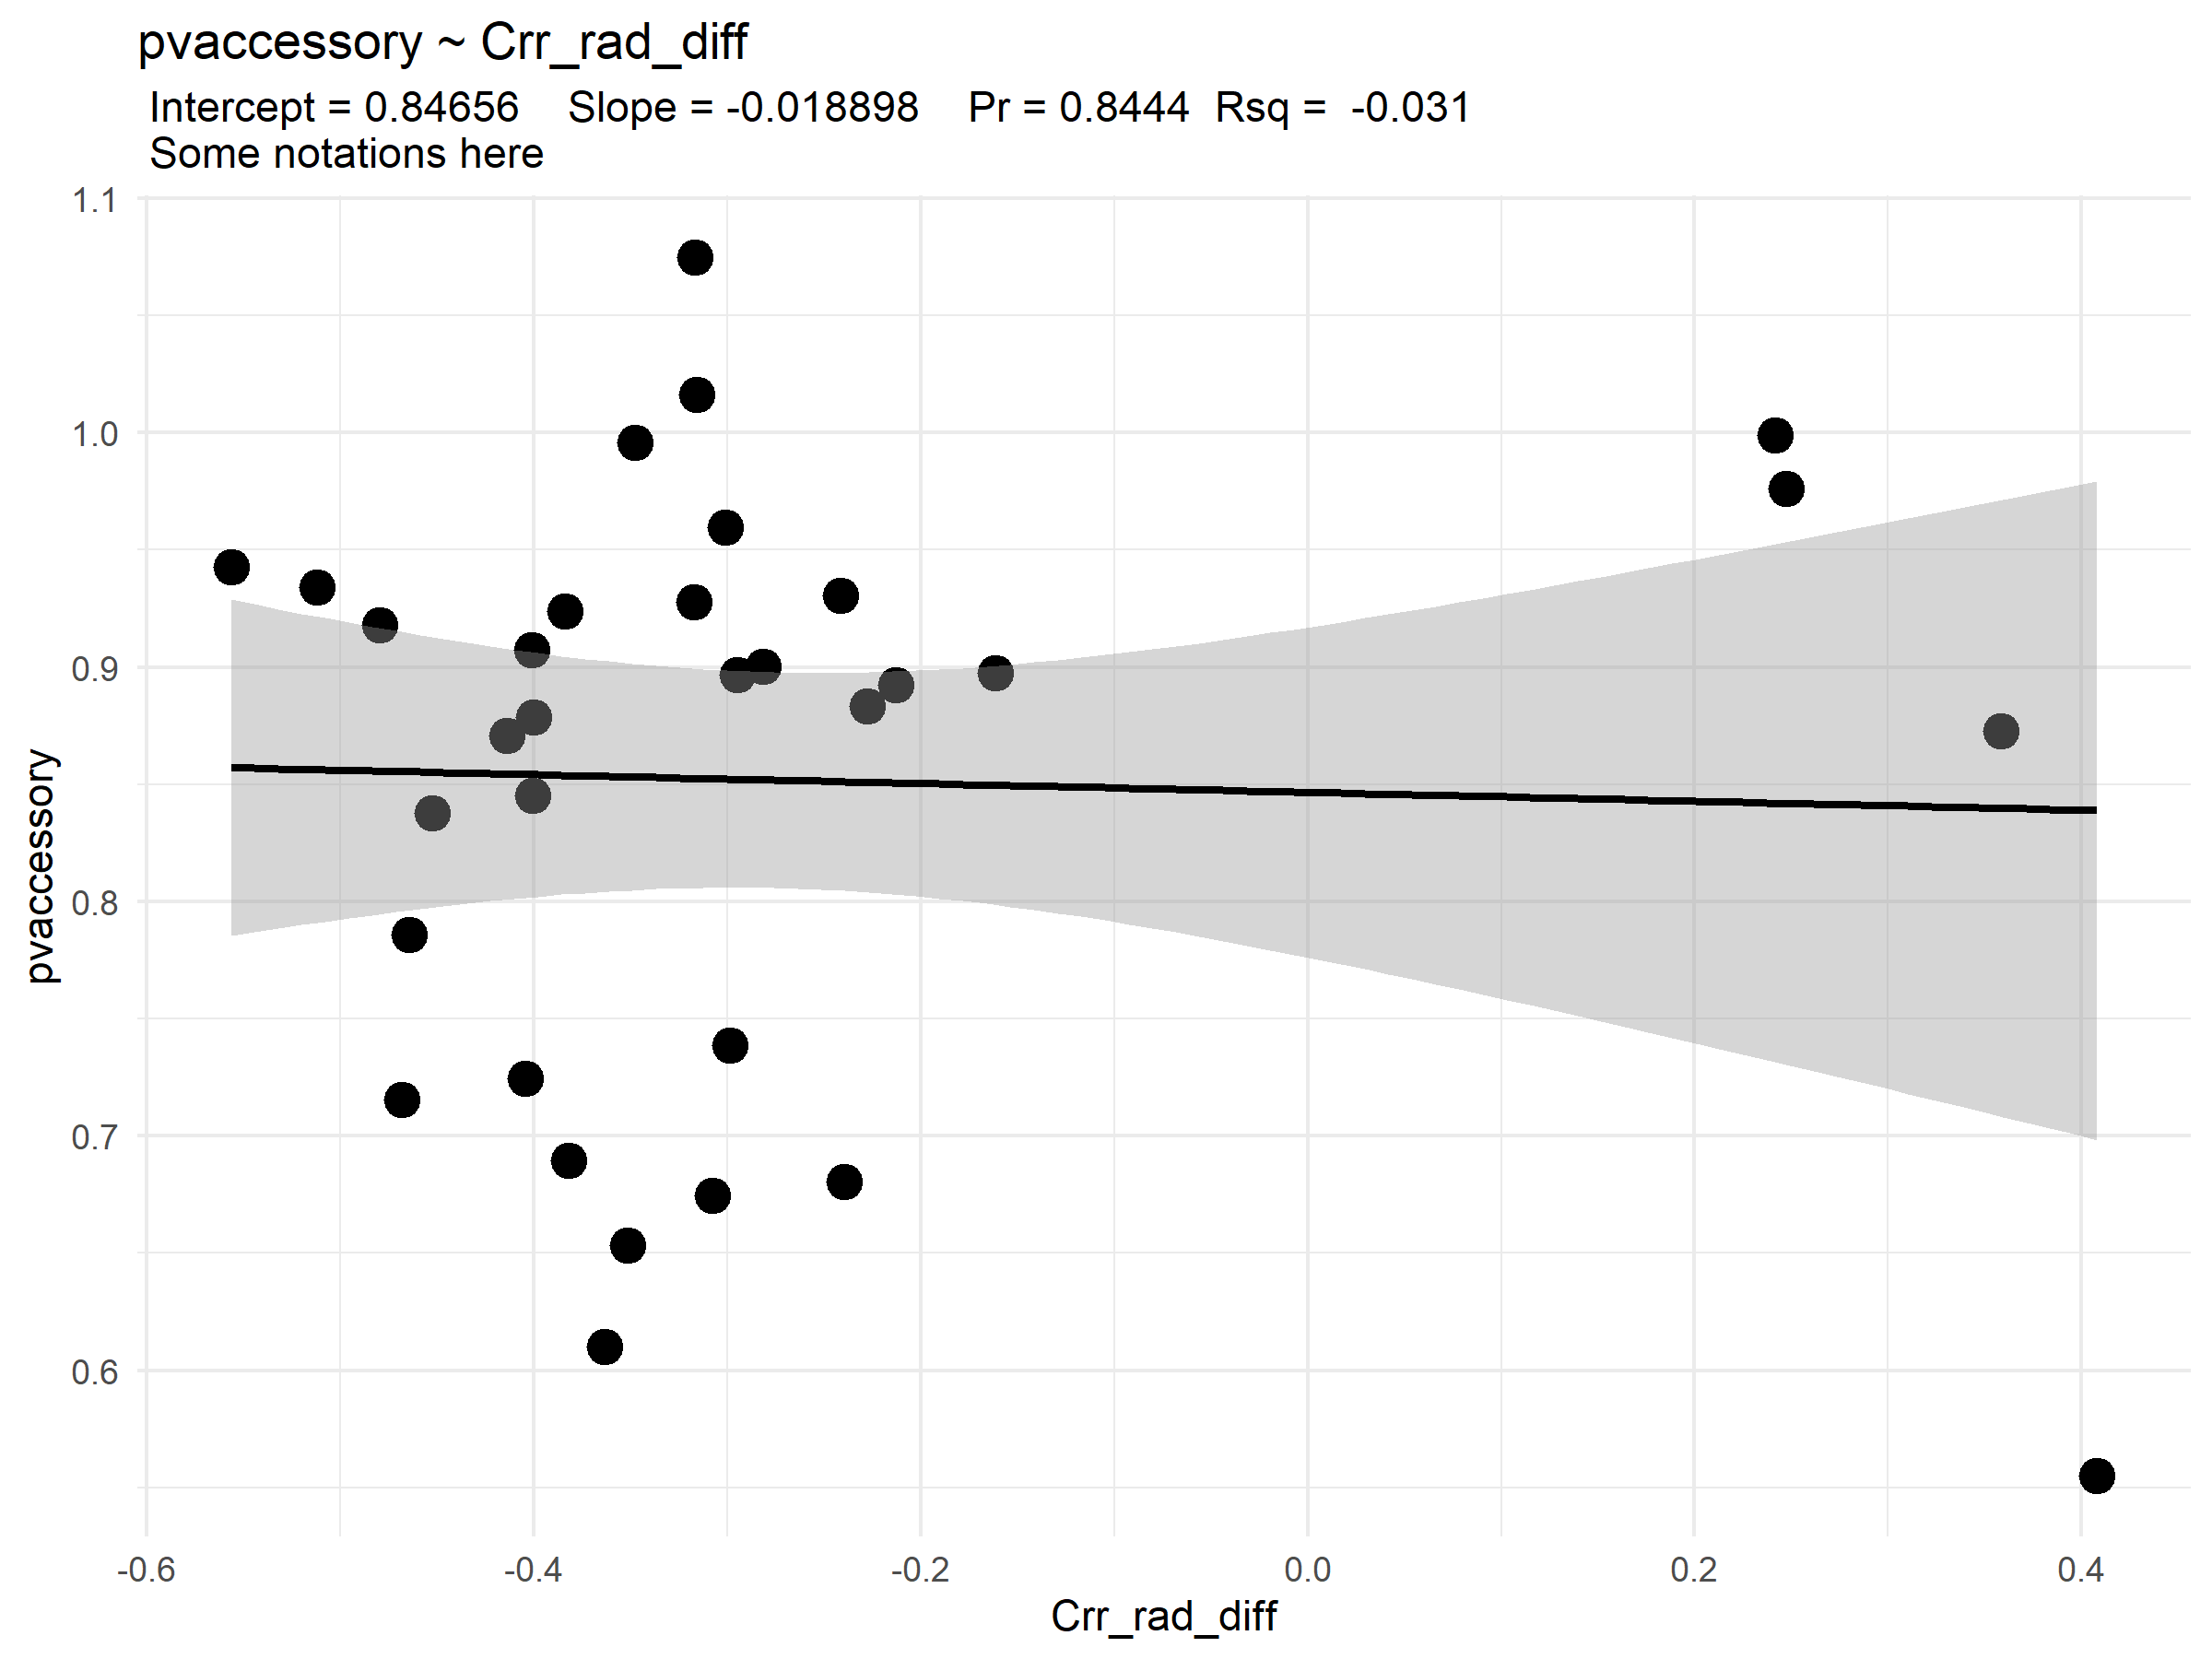 pvaccessory ~ Crr_rad_diff
Intercept = 0.84656    Slope = -0.018898    Pr = 0.8444  Rsq =  -0.031
Some notations here
1.1
1.0
0.9
0.8
0.7
0.6
pvaccessory
-0.6
-0.4
-0.2
0.0
0.2
0.4
Crr_rad_diff